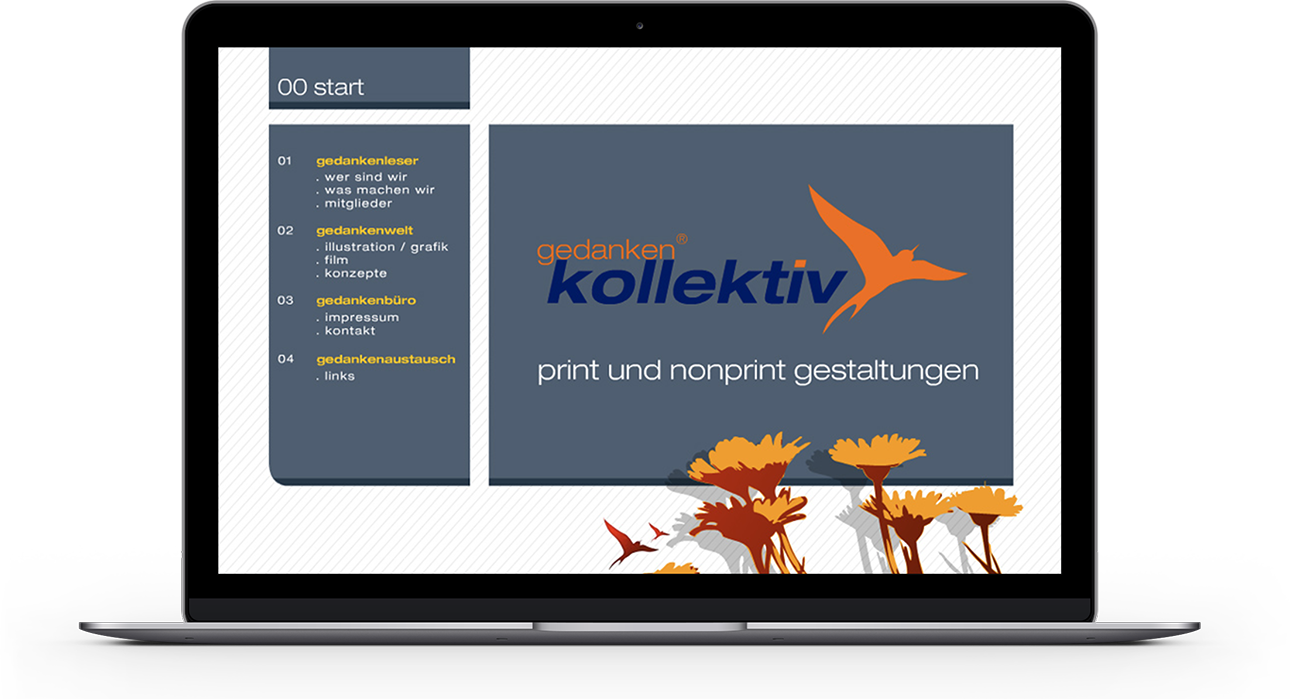 00 start
01 gedankenleser
. wer sind wir
. was machen wir
. mitglieder
02 gedankenwelt
. illustration / grafik
. film
. konzepte
03 gedankenbüro
. impressum
. kontakt
04 gedankenaustausch
. links
gedanken®
kollektiv
print und nonprint gestaltungen